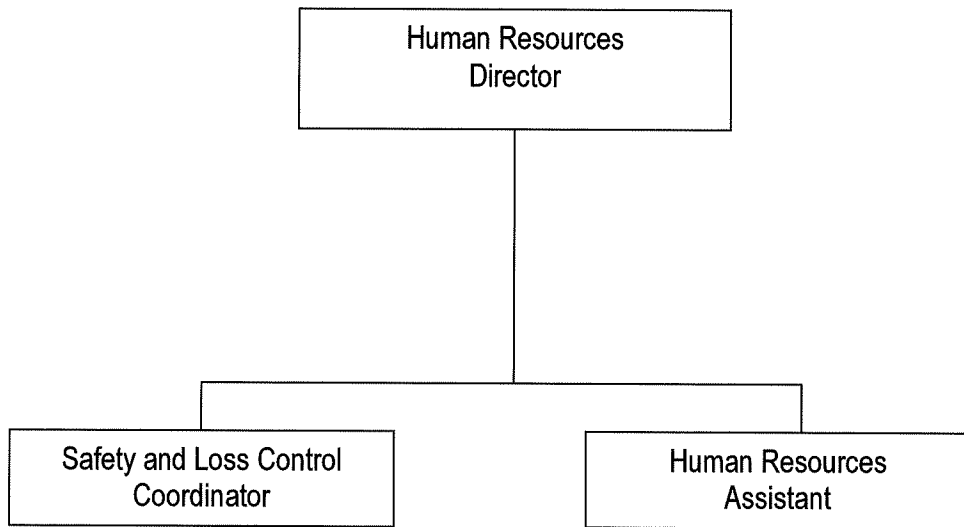 Human Resources
Director
Safety and Loss Control
Coordinator
Human Resources
Assistant